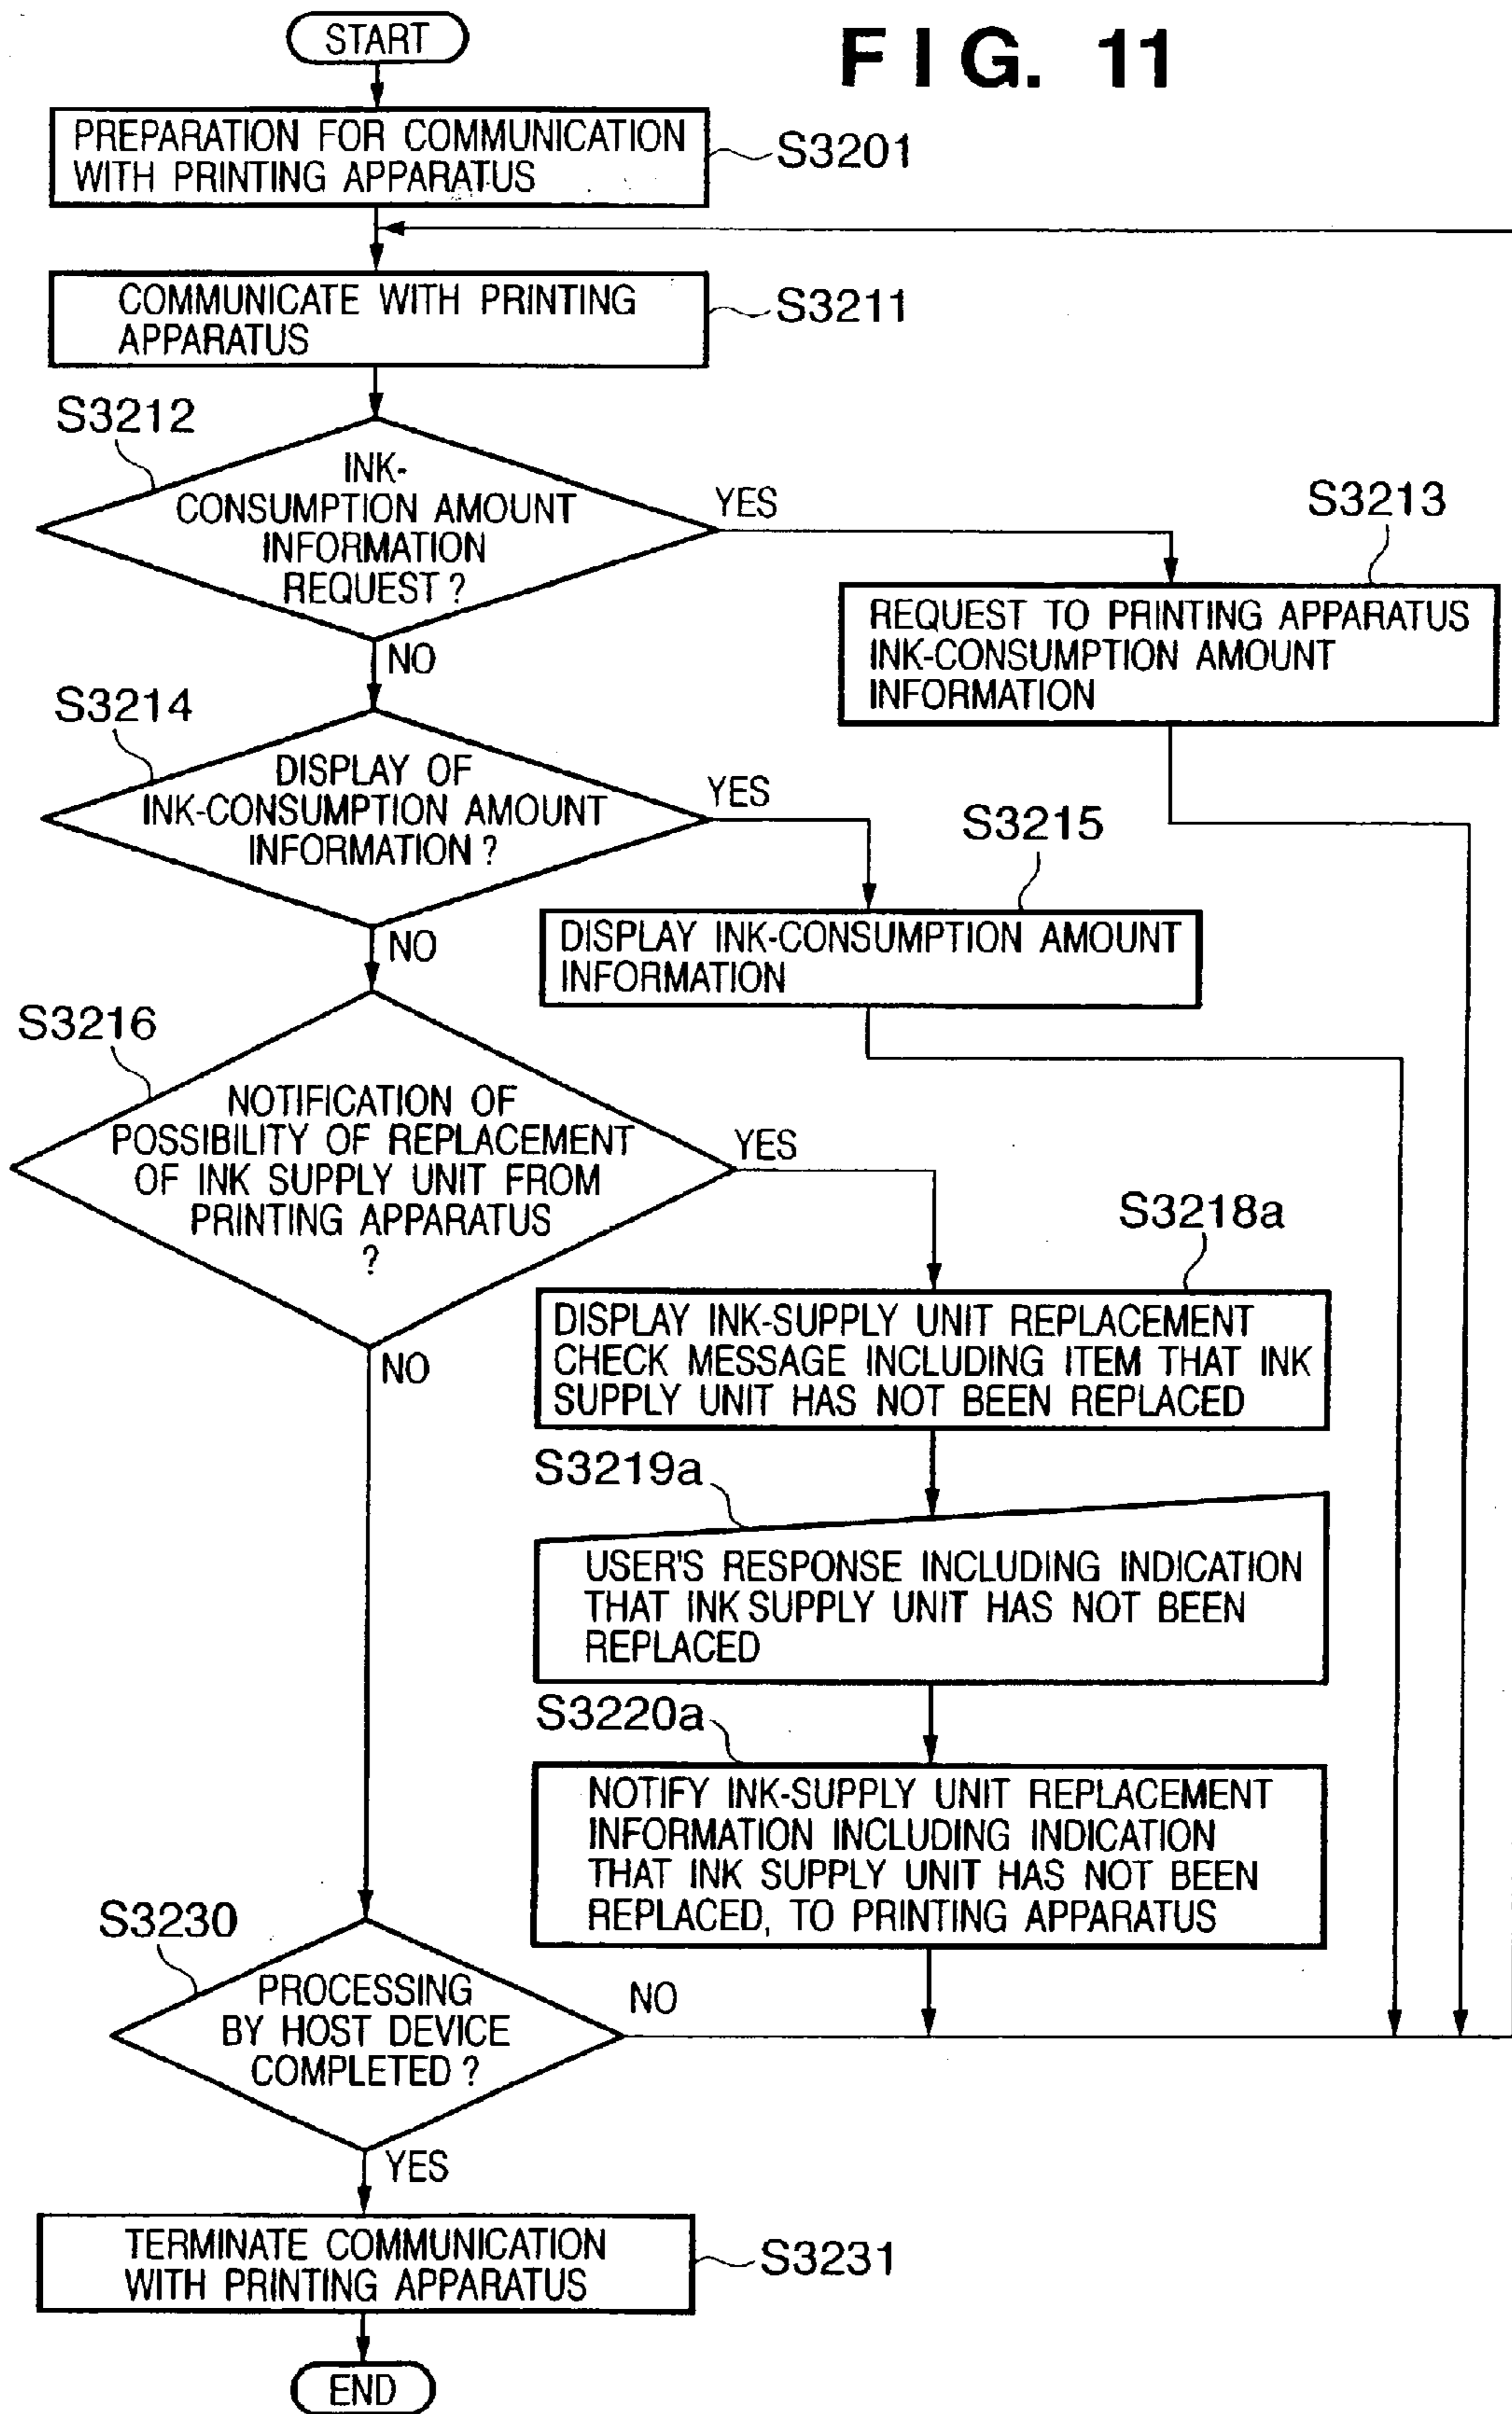 FIG. 11
START
PREPARATION FOR COMMUNICATION
WITH PRINTING APPARATUS
S3201
COMMUNICATE WITH PRINTING
APPARATUS
S3211
S3212
INK-
CONSUMPTION AMOUNT
INFORMATION
REQUEST ?
YES
NO
S3213
REQUEST TO PRINTING APPARATUS
INK-CONSUMPTION AMOUNT
INFORMATION
S3214
DISPLAY OF
INK-CONSUMPTION AMOUNT
INFORMATION ?
YES
NO
S3215
DISPLAY INK-CONSUMPTION AMOUNT
INFORMATION
S3216
NOTIFICATION OF
POSSIBILITY OF REPLACEMENT
OF INK SUPPLY UNIT FROM
PRINTING APPARATUS
?
YES
NO
S3218a
DISPLAY INK-SUPPLY UNIT REPLACEMENT
CHECK MESSAGE INCLUDING ITEM THAT INK
SUPPLY UNIT HAS NOT BEEN REPLACED
S3219a
USER'S RESPONSE INCLUDING INDICATION
THAT INK SUPPLY UNIT HAS NOT BEEN
REPLACED
S3220a
NOTIFY INK-SUPPLY UNIT REPLACEMENT
INFORMATION INCLUDING INDICATION
THAT INK SUPPLY UNIT HAS NOT BEEN
REPLACED, TO PRINTING APPARATUS
S3230
PROCESSING
BY HOST DEVICE
COMPLETED ?
NO
YES
TERMINATE COMMUNICATION
WITH PRINTING APPARATUS
S3231
END